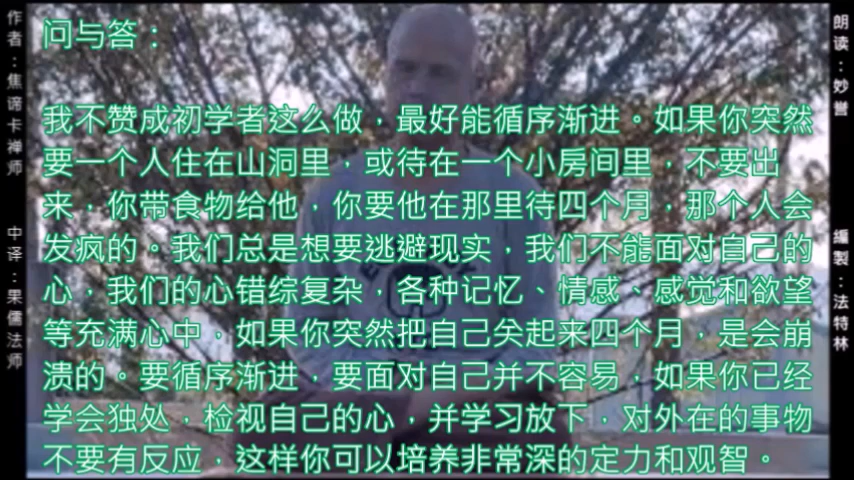 问与答：
我不赞成初学者这么做，最好能循序渐进。如果你突然
要一个人住在山洞里，或待在一个小房间里，不要出
来，你带食物给他，你要他在那里待四个月，那个人会
发疯的。我们总是想要逃避现实，我们不能面对自己的
心，我们的心错综复杂，各种记忆、情感、感觉和欲望
等充满心中，如果你突然把自己关起来四个月，是会崩
溃的。要循序渐进，要面对自己并不容易，如果你已经
学会独处，检视自己的心，并学习放下，对外在的事物
不要有反应，这样你可以培养非常深的定力和观智。
作者：焦谛卡禅师
中译：果儒法师
朗读：妙誉
编製：法特林